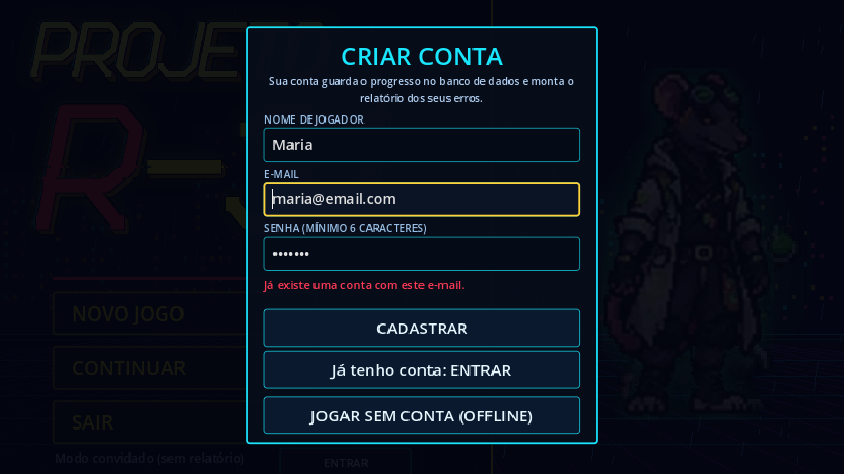 PROJETO
R-
CRIAR CONTA
Sua conta guarda o progresso no banco de dados e monta o
relatório dos seus erros.
NOME DE JOGADOR
Maria
E-MAIL
maria@email.com
SENHA (MÍNIMO 6 CARACTERES)
•••••••
Já existe uma conta com este e-mail.
CADASTRAR
Já tenho conta: ENTRAR
JOGAR SEM CONTA (OFFLINE)
NOVO JOGO
CONTINUAR
SAIR
Modo convidado (sem relatório)
ENTRAR